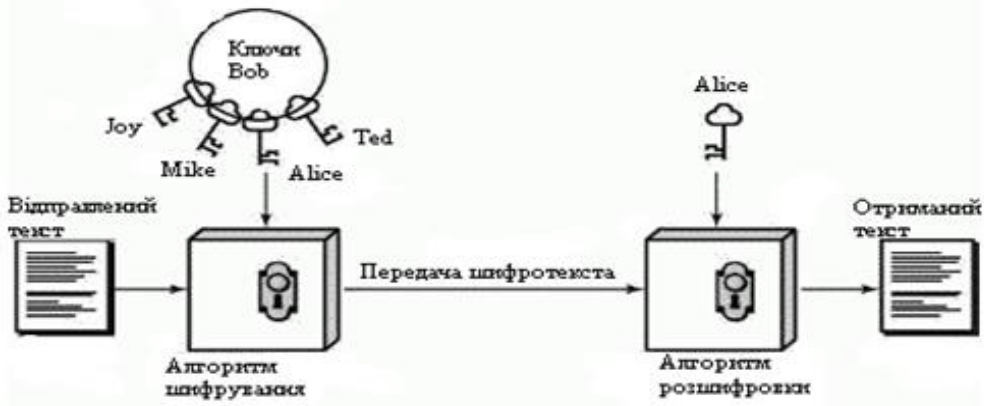 Ключи
Bob
Joy
Mike
Alice
Ted
Alice
Відправлений
текст
Передача шифротекста
Отриманий
текст
Алгоритм
шифрування
Алгоритм
розшифровки